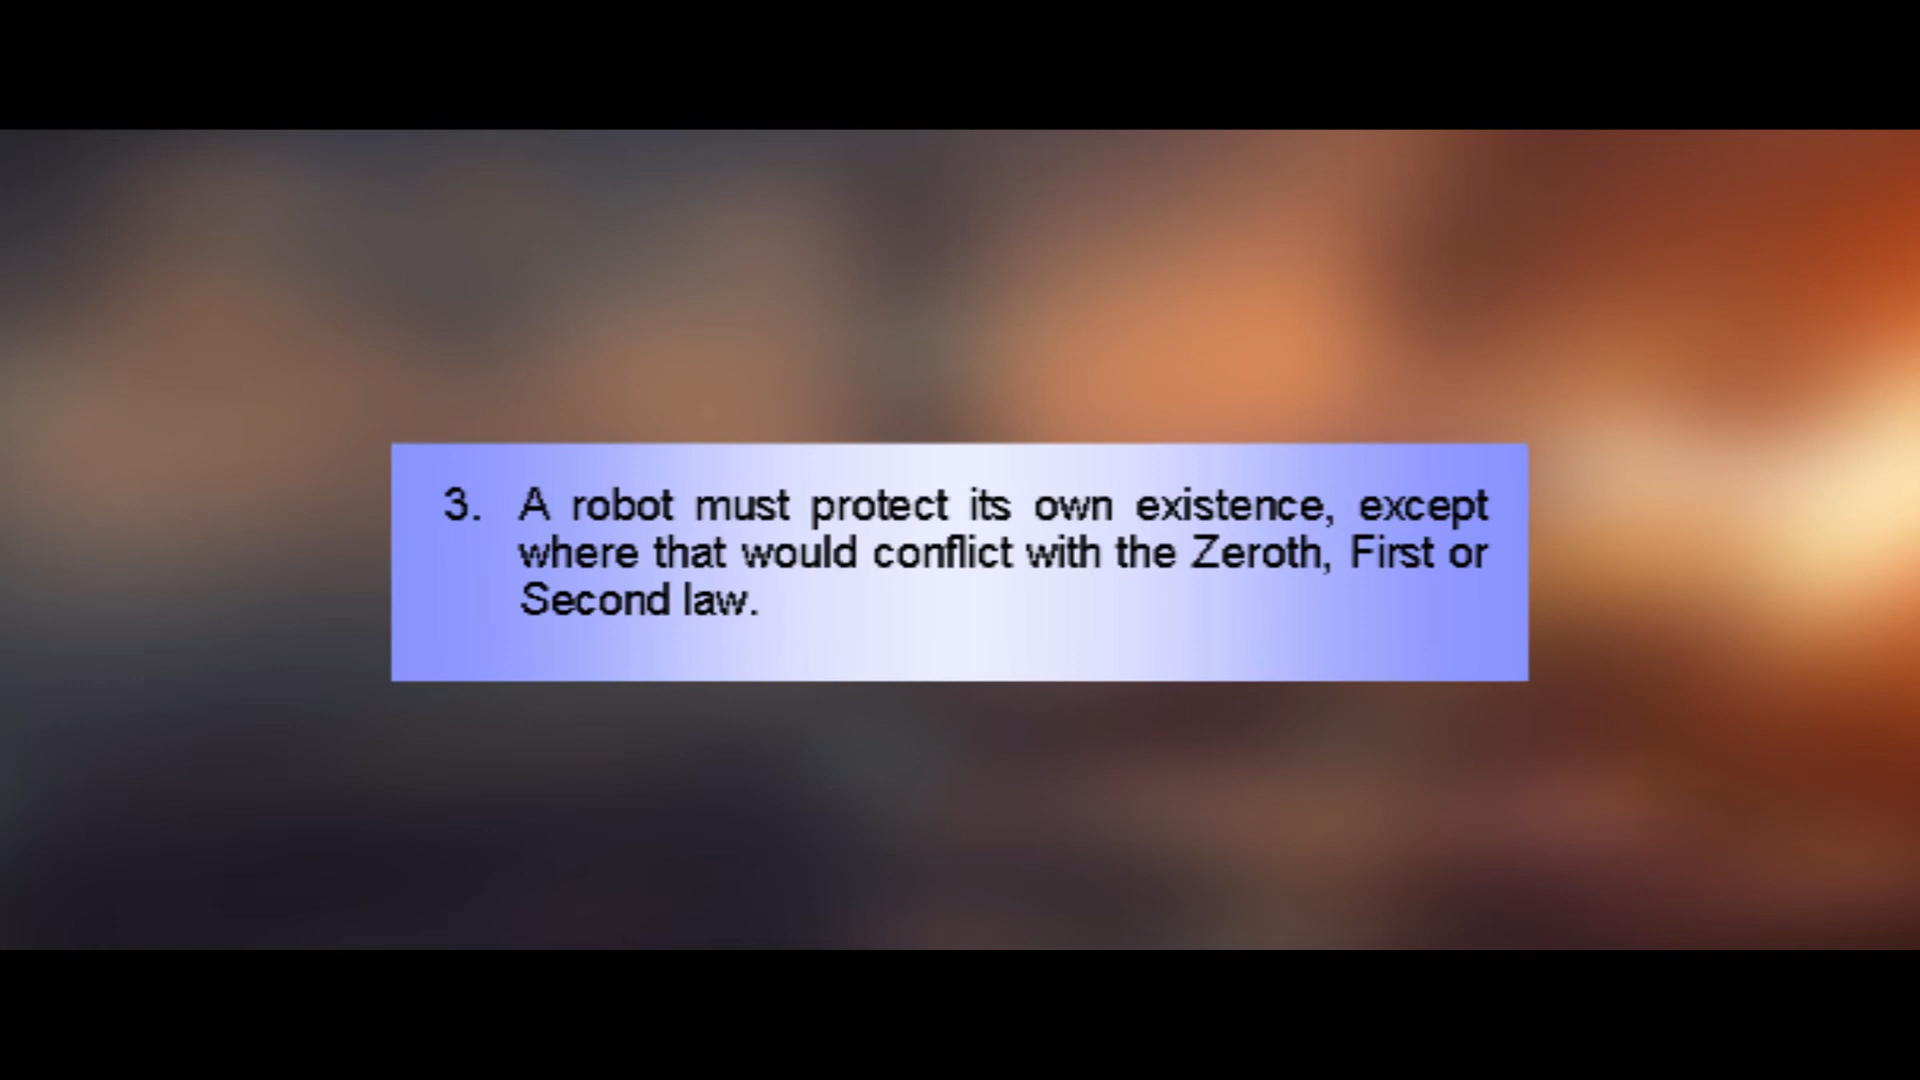 3. A robot must protect its own existence, except
where that would conflict with the Zeroth, First or
Second law.